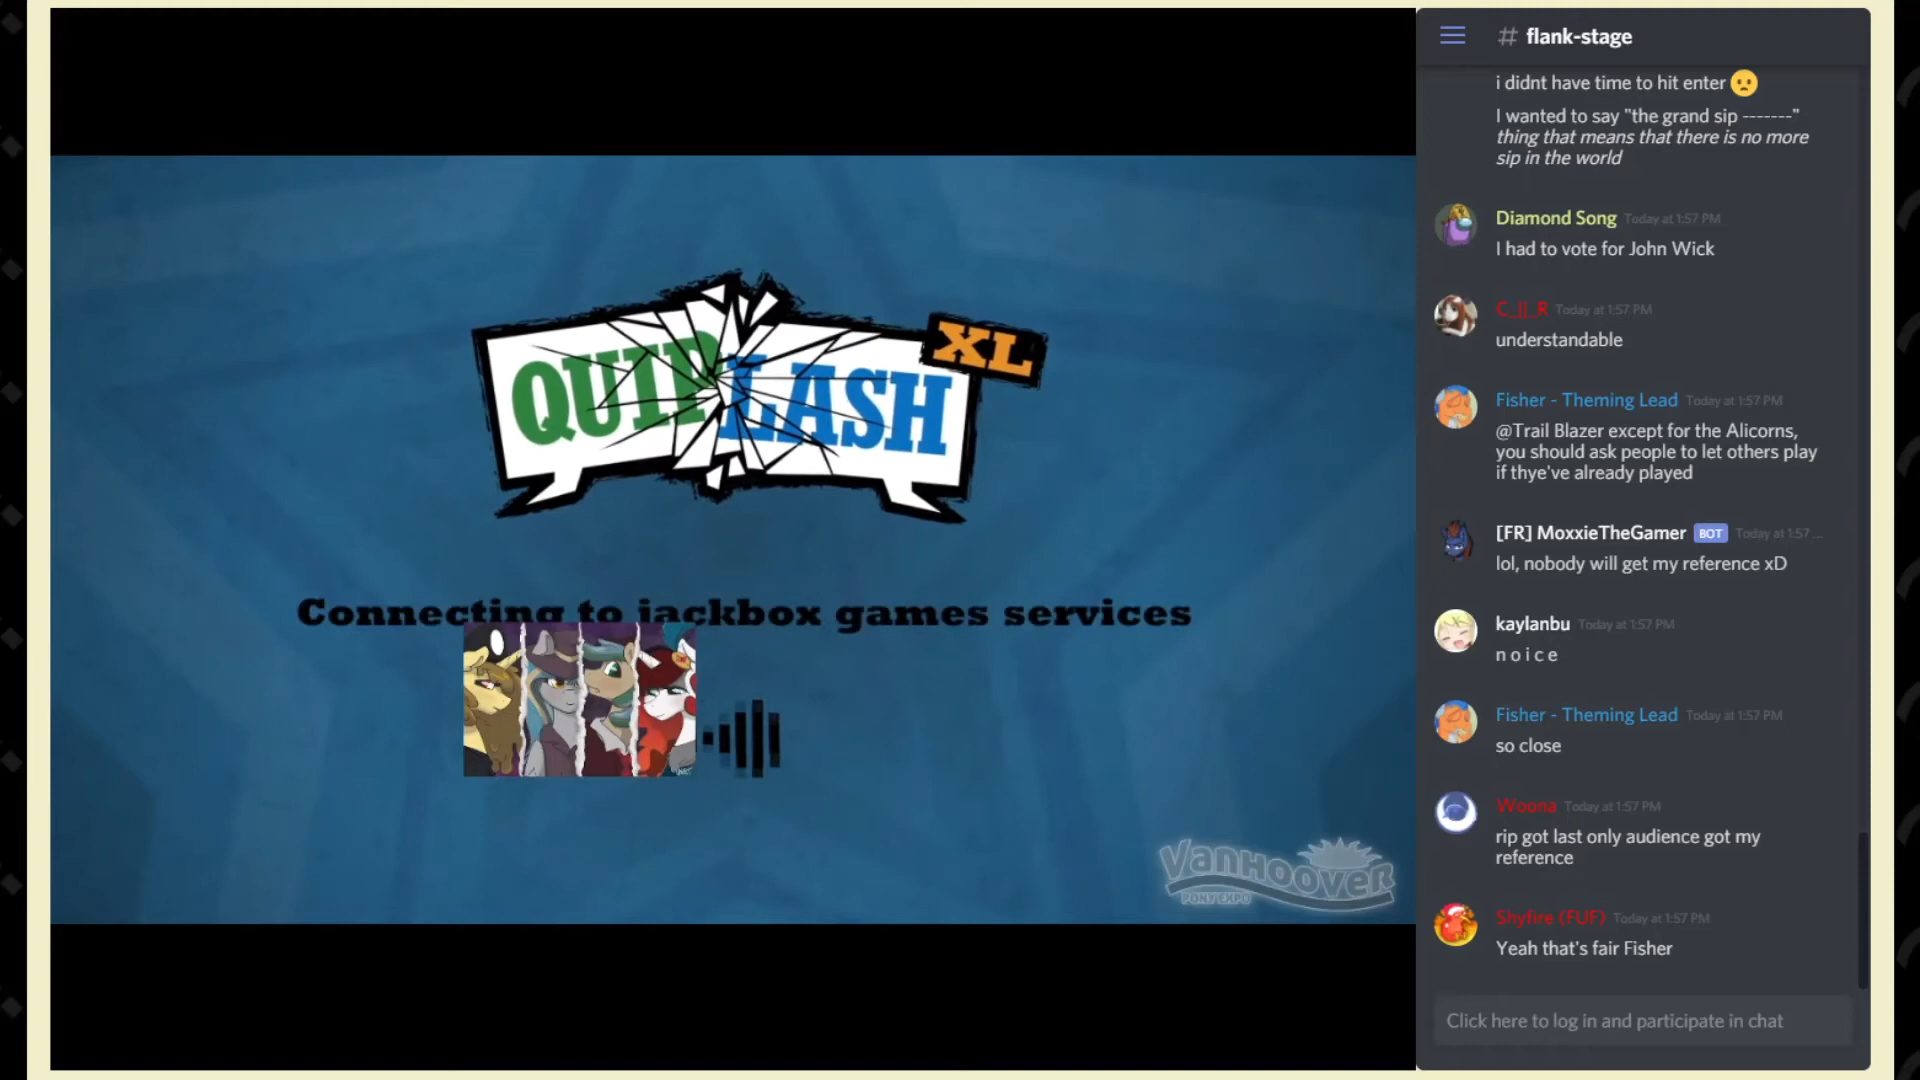 QUIPLASH
XL
Connecting to jackbox games services
VANHOOVER
PONY EXPO
# flank-stage
i didnt have time to hit enter
I wanted to say "the grand sip -------"
thing that means that there is no more
sip in the world
Diamond Song Today at 1:57 PM
I had to vote for John Wick
C_||_R Today at 1:57 PM
understandable
Fisher - Theming Lead Today at 1:57 PM
@Trail Blazer except for the Alicorns,
you should ask people to let others play
if thye've already played
[FR] MoxxieTheGamer BOT Today at 1:57 ...
lol, nobody will get my reference xD
kaylanbu Today at 1:57 PM
n o i c e
Fisher - Theming Lead Today at 1:57 PM
so close
Woona Today at 1:57 PM
rip got last only audience got my
reference
Shyfire (FUF) Today at 1:57 PM
Yeah that's fair Fisher
Click here to log in and participate in chat